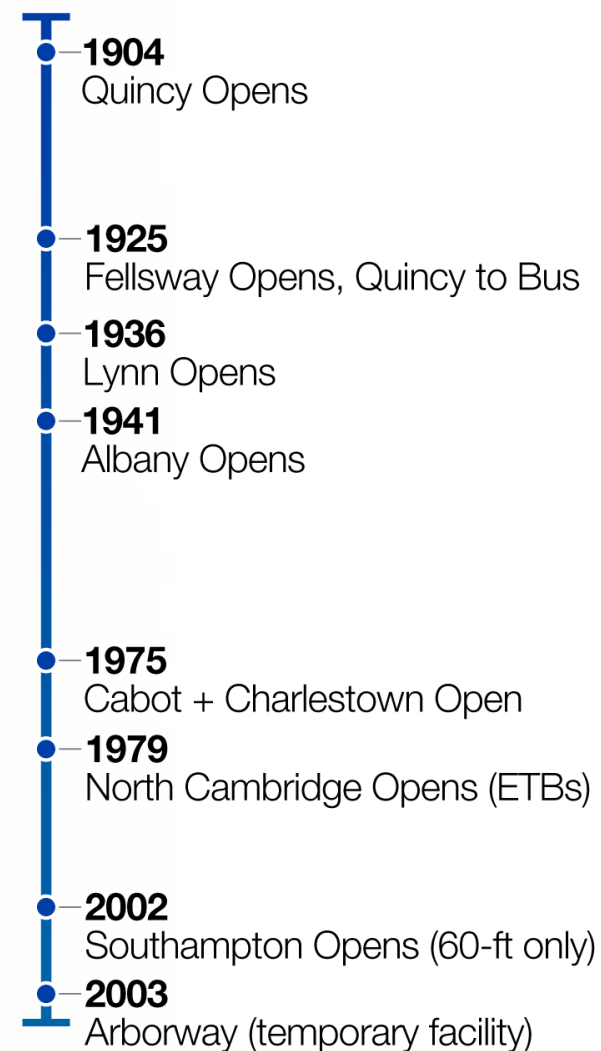 1904
Quincy Opens
1925
Fellsway Opens, Quincy to Bus
1936
Lynn Opens
1941
Albany Opens
1975
Cabot + Charlestown Open
1979
North Cambridge Opens (ETBs)
2002
Southampton Opens (60-ft only)
2003
Arborway (temporary facility)